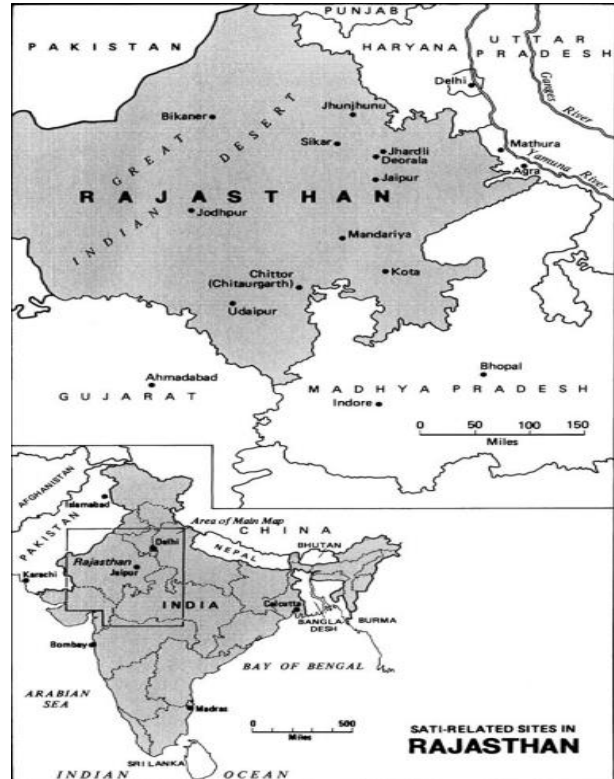 PUNJAB
PAKISTAN
HARYANA
UTTAR
PRADESH
Delhi
Ganges River
Bikaner
Jhunjhunu
GREAT
INDIAN DESERT
Sikar
Jhardli
Deorala
Mathura
Yamuna River
Jaipur
Agra
RAJASTHAN
Jodhpur
Mandariya
Chittor
(Chitaurgarth)
Kota
Udaipur
Ahmadabad
GUJARAT
Bhopal
MADHYA PRADESH
Indore
0 50 100 150
Miles
AFGHANISTAN
Islamabad
PAKISTAN
Area of Main Map
CHINA
Delhi
NEPAL
BHUTAN
Rajasthan
Jaipur
Karachi
INDIA
Calcutta
BANGLA
DESH
BURMA
Bombay
BAY OF BENGAL
ARABIAN
SEA
Madras
0 500
Miles
SRI LANKA
INDIAN OCEAN
SATI-RELATED SITES IN
RAJASTHAN